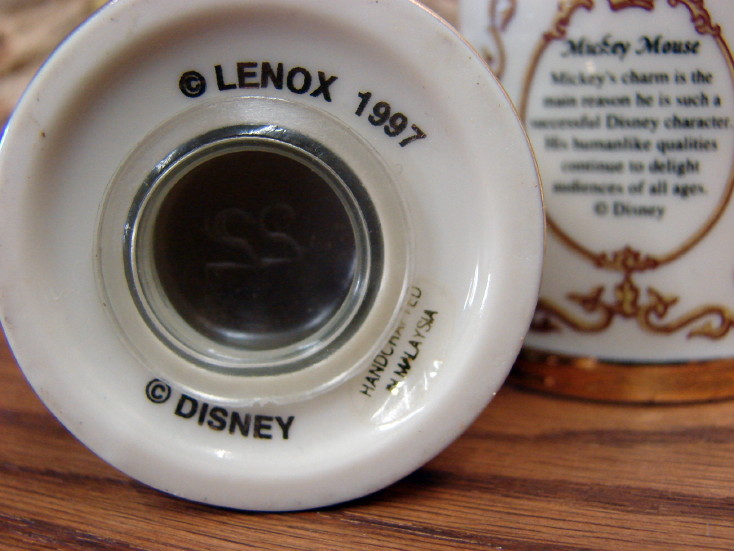 © LENOX 1997
22
HANDCRAFTED
IN MALAYSIA
© DISNEY
Mickey Mouse
Mickey's charm is the
main reason he is such a
successful Disney character.
His humanlike qualities
continue to delight
audiences of all ages.
© Disney